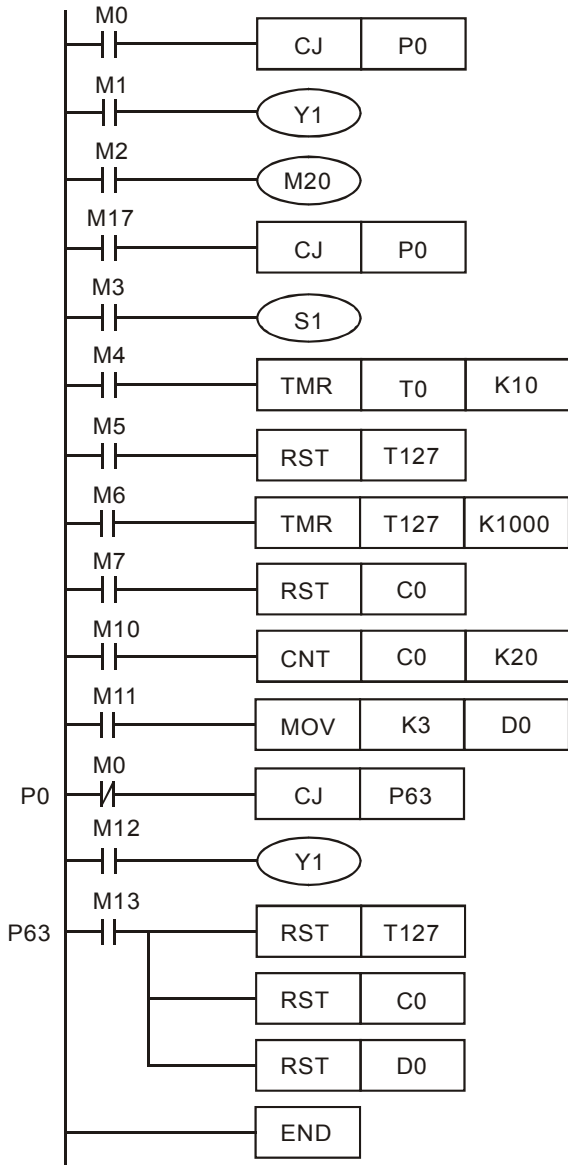 M0
CJ P0
M1
Y1
M2
M20
M17
CJ P0
M3
S1
M4
TMR T0 K10
M5
RST T127
M6
TMR T127 K1000
M7
RST C0
M10
CNT C0 K20
M11
MOV K3 D0
M0
P0 CJ P63
M12
Y1
M13
P63 RST T127
RST C0
RST D0
END